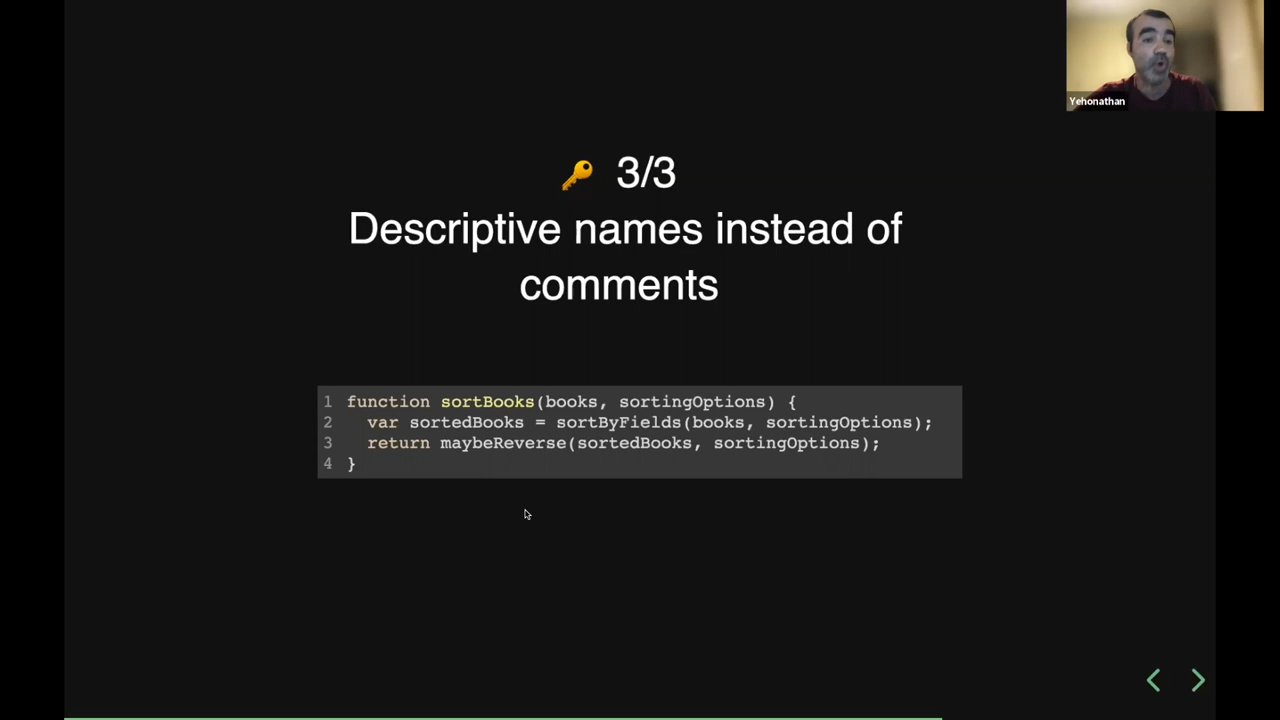 Yehonathan
🔑 3/3
Descriptive names instead of
comments
1 function sortBooks(books, sortingOptions) {
2   var sortedBooks = sortByFields(books, sortingOptions);
3   return maybeReverse(sortedBooks, sortingOptions);
4 }